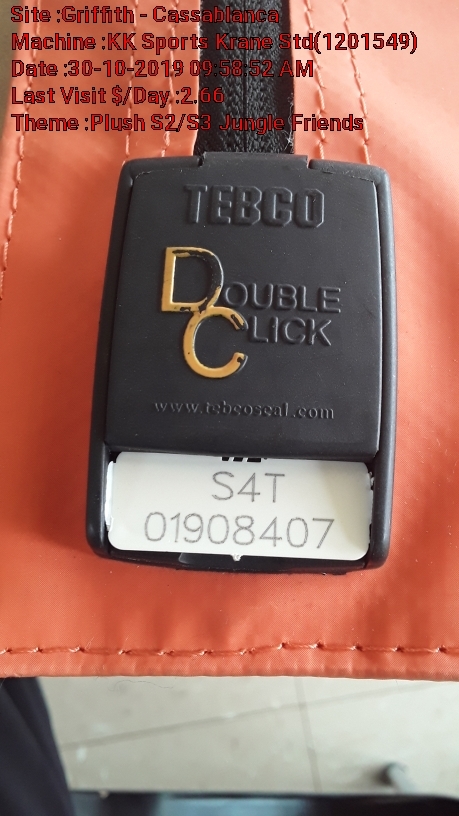 Site :Griffith - Cassablanca
Machine :KK Sports Krane Std(1201549)
Date :30-10-2019 09:58:52 AM
Last Visit $/Day :2.66
Theme :Plush S2/S3 Jungle Friends
TEBCO
DOUBLE
CLICK
www.tebcoseal.com
S4T
01908407